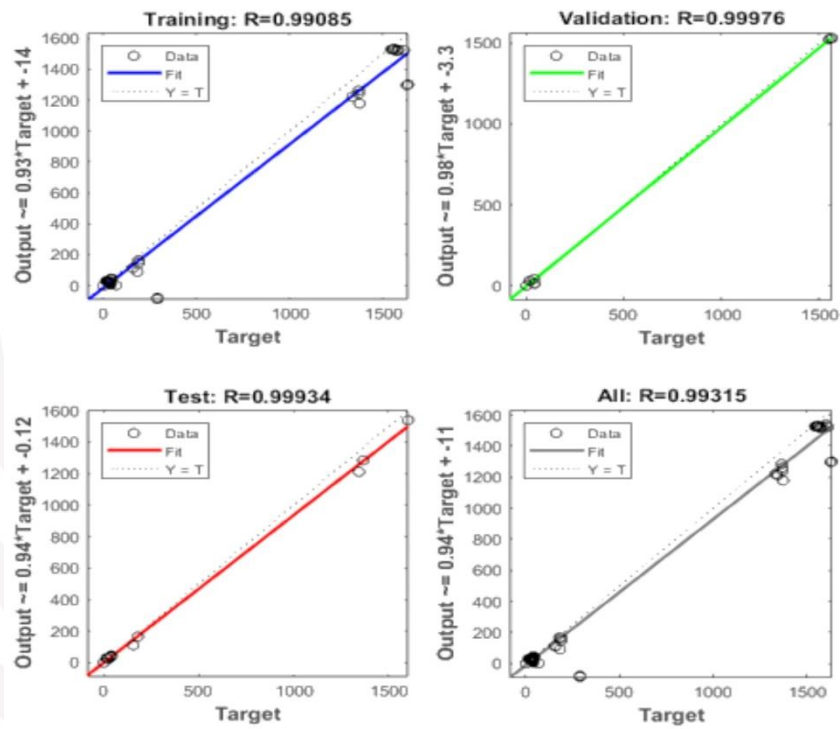 Training: R=0.99085
Output ~= 0.93*Target + -14
1600
1400
1200
1000
800
600
400
200
0
Data
Fit
Y = T
0 500 1000 1500
Target
Validation: R=0.99976
Output ~= 0.98*Target + -3.3
1500
1000
500
0
Data
Fit
Y = T
0 500 1000 1500
Target
Test: R=0.99934
Output ~= 0.94*Target + -0.12
1600
1400
1200
1000
800
600
400
200
0
Data
Fit
Y = T
0 500 1000 1500
Target
All: R=0.99315
Output ~= 0.94*Target + -11
1600
1400
1200
1000
800
600
400
200
0
Data
Fit
Y = T
0 500 1000 1500
Target